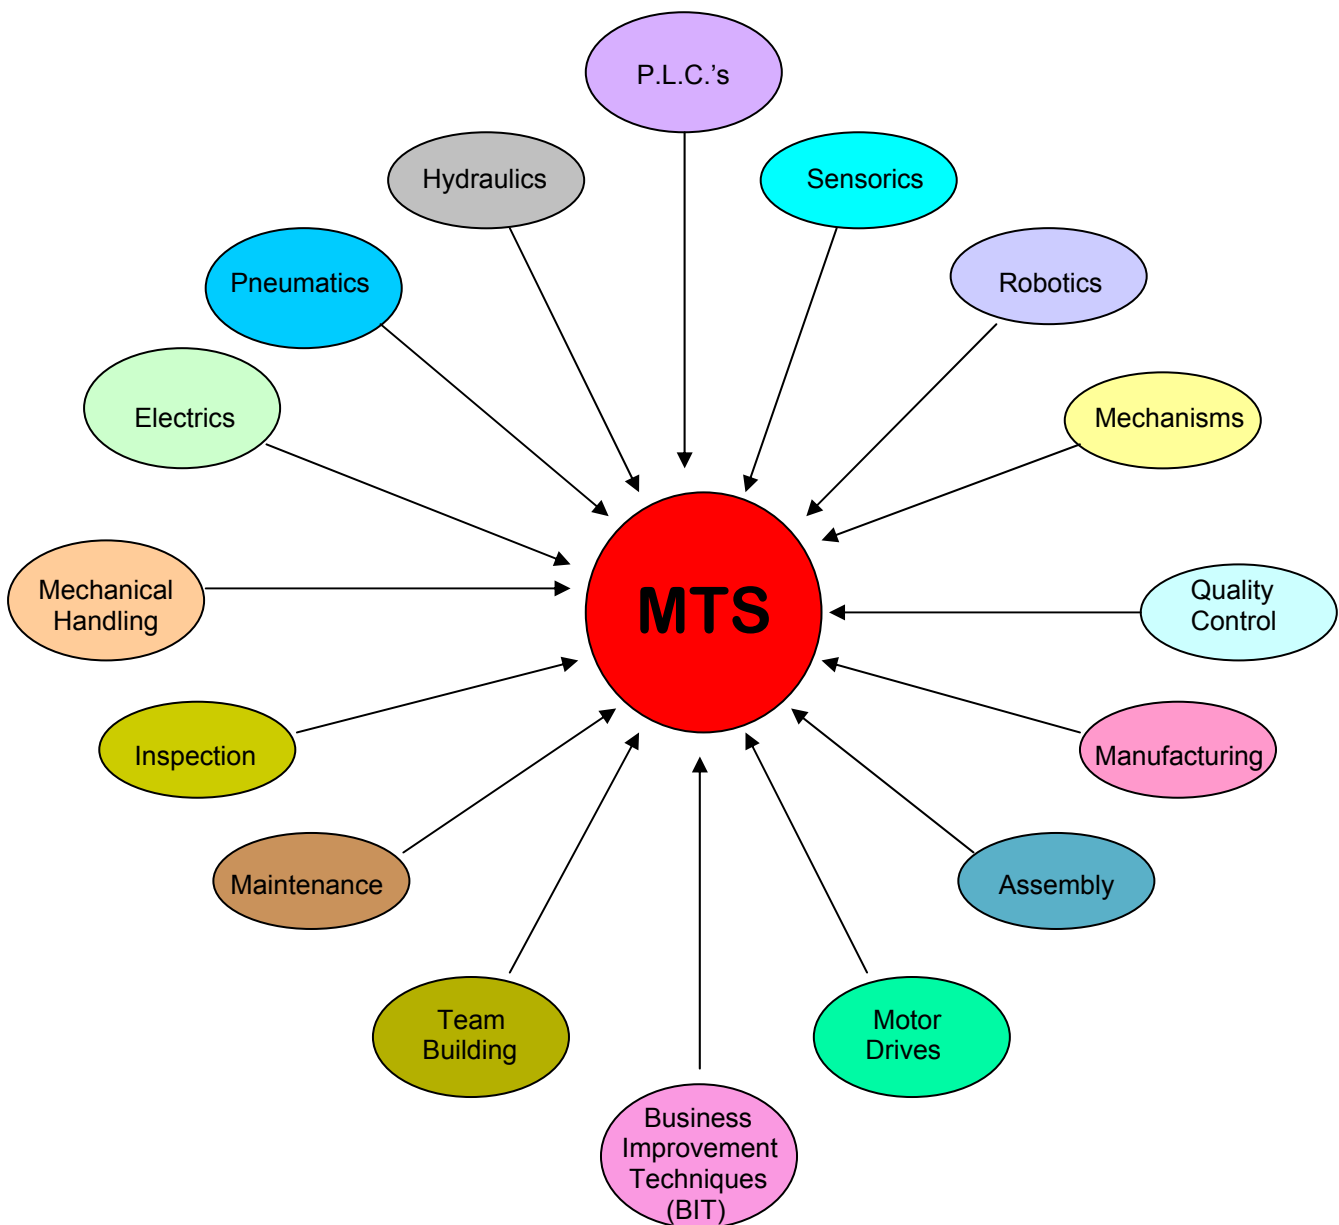 P.L.C.’s
Hydraulics
Sensorics
Pneumatics
Robotics
Electrics
Mechanisms
Mechanical
Handling
MTS
Quality
Control
Inspection
Manufacturing
Maintenance
Assembly
Team
Building
Motor
Drives
Business
Improvement
Techniques
(BIT)